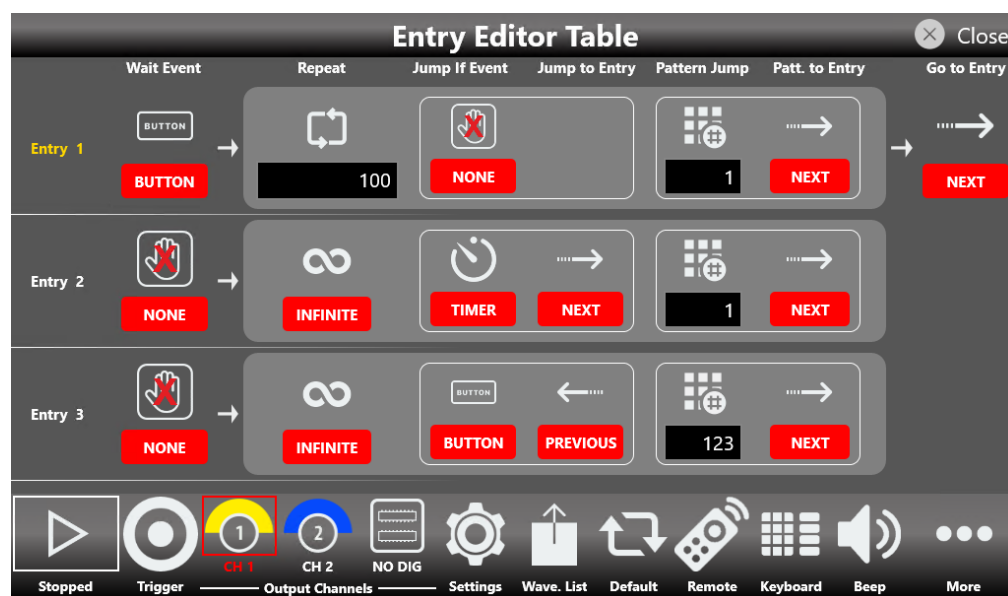 Entry Editor Table
Close
Wait Event Repeat Jump If Event Jump to Entry Pattern Jump Patt. to Entry Go to Entry
Entry 1
BUTTON
BUTTON
100
NONE
1
NEXT
NEXT
Entry 2
NONE
INFINITE
TIMER
NEXT
1
NEXT
Entry 3
NONE
INFINITE
BUTTON
BUTTON
PREVIOUS
123
NEXT
1
CH 1
2
CH 2
NO DIG
Stopped Trigger Output Channels Settings Wave. List Default Remote Keyboard Beep More